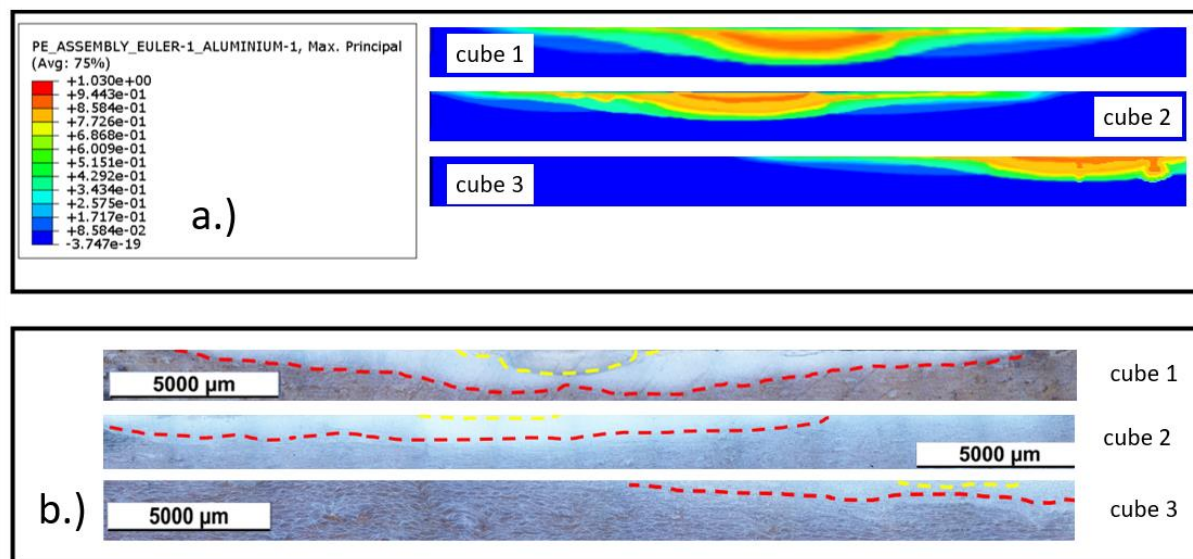 PE_ASSEMBLY_EULER-1_ALUMINIUM-1, Max. Principal
(Avg: 75%)
+1.030e+00
+9.443e-01
+8.584e-01
+7.726e-01
+6.868e-01
+6.009e-01
+5.151e-01
+4.292e-01
+3.434e-01
+2.575e-01
+1.717e-01
+8.584e-02
-3.747e-19
a.)
cube 1
cube 2
cube 3
5000 µm
cube 1
cube 2
5000 µm
b.)
5000 µm
cube 3